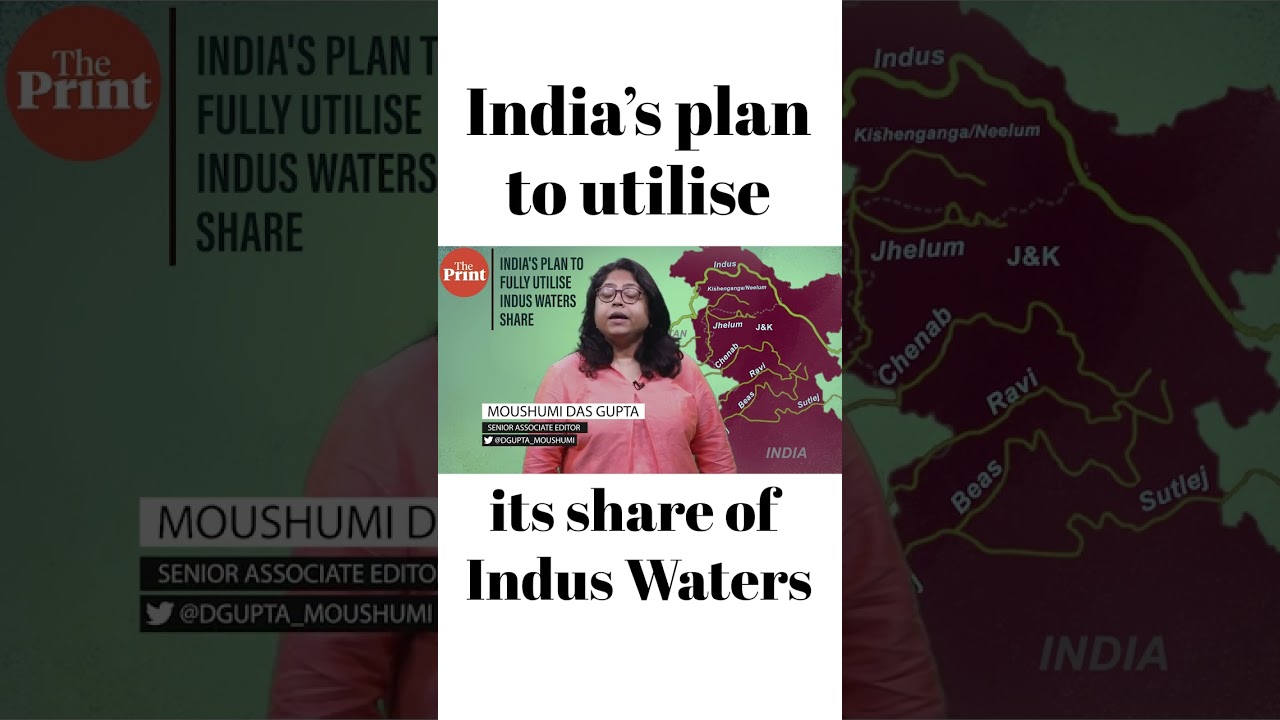 The
Print
INDIA'S PLAN T
FULLY UTILISE
INDUS WATERS
SHARE
MOUSHUMI D
SENIOR ASSOCIATE EDITO
@DGUPTA_MOUSHUMI
India’s plan
to utilise
The
Print
INDIA'S PLAN TO
FULLY UTILISE
INDUS WATERS
SHARE
Indus
Kishenganga/Neelum
Jhelum
J&K
Chenab
Ravi
Beas
Sutlej
INDIA
MOUSHUMI DAS GUPTA
SENIOR ASSOCIATE EDITOR
@DGUPTA_MOUSHUMI
its share of
Indus Waters
Indus
Kishenganga/Neelum
Jhelum
J&K
Chenab
Ravi
Beas
Sutlej
INDIA